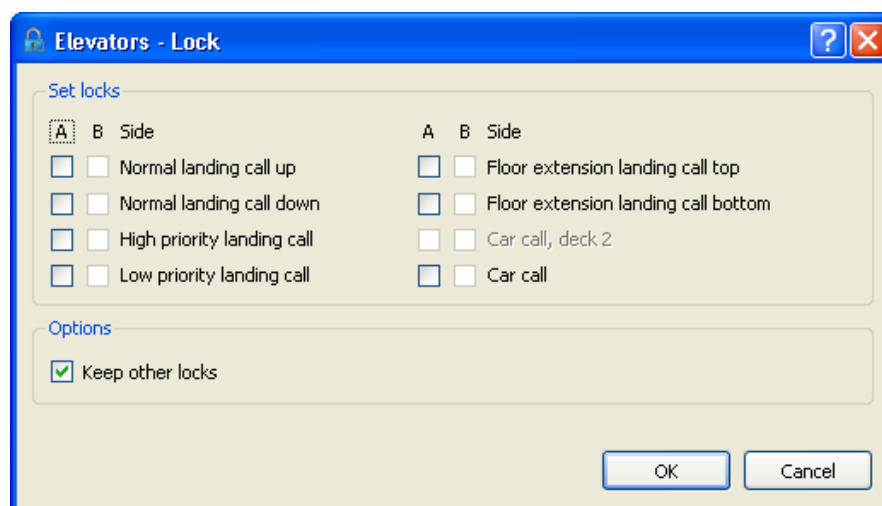 Elevators - Lock
Set locks
A B Side
Normal landing call up
Normal landing call down
High priority landing call
Low priority landing call
A B Side
Floor extension landing call top
Floor extension landing call bottom
Car call, deck 2
Car call
Options
Keep other locks
OK Cancel